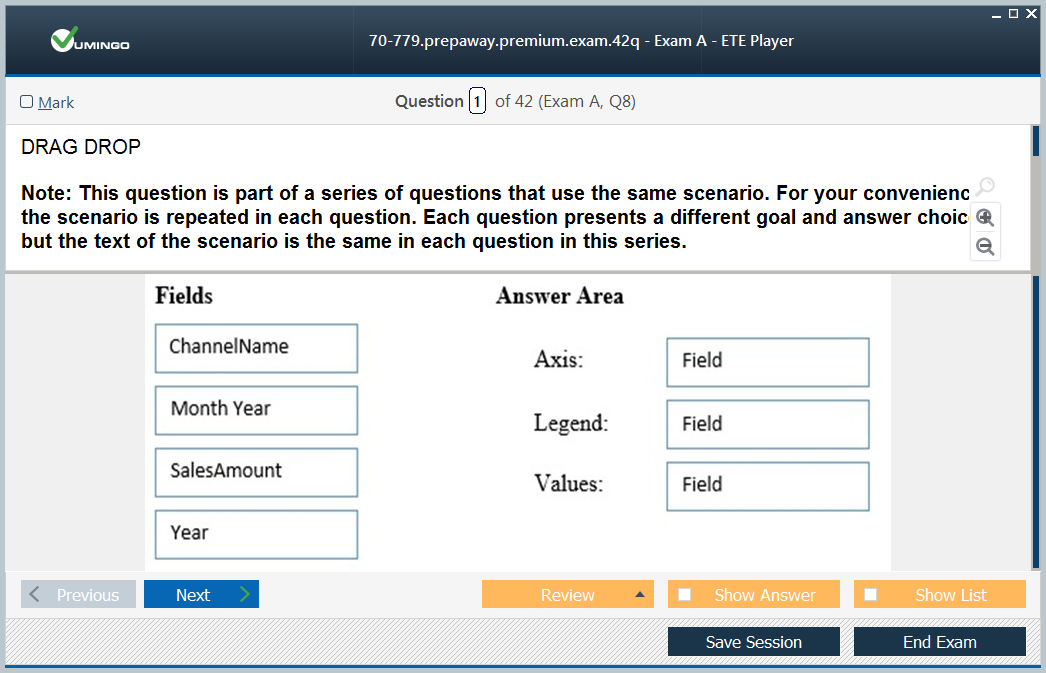 VUMINGO
70-779.prepaway.premium.exam.42q - Exam A - ETE Player
Mark
Question 1 of 42 (Exam A, Q8)
DRAG DROP
Note: This question is part of a series of questions that use the same scenario. For your convenienc
the scenario is repeated in each question. Each question presents a different goal and answer choic
but the text of the scenario is the same in each question in this series.
Fields
Answer Area
ChannelName
Month Year
SalesAmount
Year
Axis: Field
Legend: Field
Values: Field
Previous
Next
Review
Show Answer
Show List
Save Session
End Exam